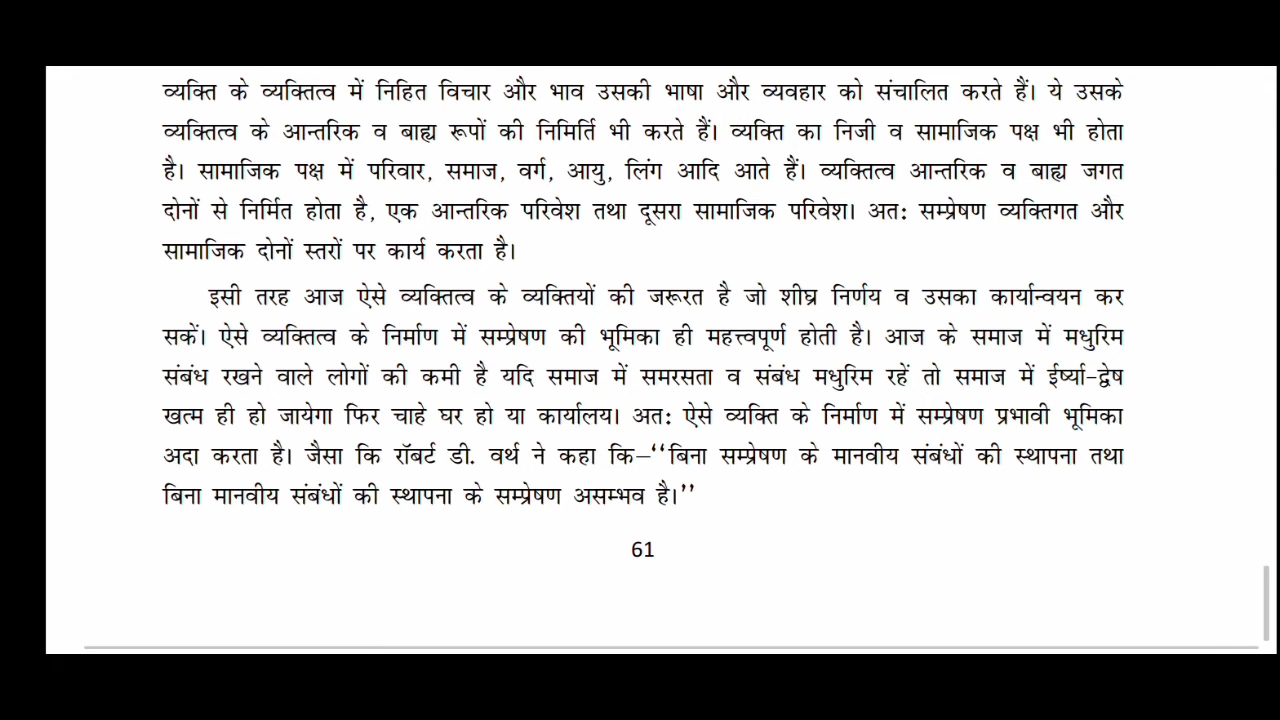 व्यक्ति के व्यक्तित्व में निहित विचार और भाव उसकी भाषा और व्यवहार को संचालित करते हैं। ये उसके
व्यक्तित्व के आन्तरिक व बाह्य रूपों की निमिर्ति भी करते हैं। व्यक्ति का निजी व सामाजिक पक्ष भी होता
है। सामाजिक पक्ष में परिवार, समाज, वर्ग, आयु, लिंग आदि आते हैं। व्यक्तित्व आन्तरिक व बाह्य जगत
दोनों से निर्मित होता है, एक आन्तरिक परिवेश तथा दूसरा सामाजिक परिवेश। अतः सम्प्रेषण व्यक्तिगत और
सामाजिक दोनों स्तरों पर कार्य करता है।
इसी तरह आज ऐसे व्यक्तित्व के व्यक्तियों की जरूरत है जो शीघ्र निर्णय व उसका कार्यान्वयन कर
सकें। ऐसे व्यक्तित्व के निर्माण में सम्प्रेषण की भूमिका ही महत्त्वपूर्ण होती है। आज के समाज में मधुरिम
संबंध रखने वाले लोगों की कमी है यदि समाज में समरसता व संबंध मधुरिम रहें तो समाज में ईर्ष्या-द्वेष
खत्म ही हो जायेगा फिर चाहे घर हो या कार्यालय। अतः ऐसे व्यक्ति के निर्माण में सम्प्रेषण प्रभावी भूमिका
अदा करता है। जैसा कि रॉबर्ट डी. वर्थ ने कहा कि–‘‘बिना सम्प्रेषण के मानवीय संबंधों की स्थापना तथा
बिना मानवीय संबंधों की स्थापना के सम्प्रेषण असम्भव है।’’
61